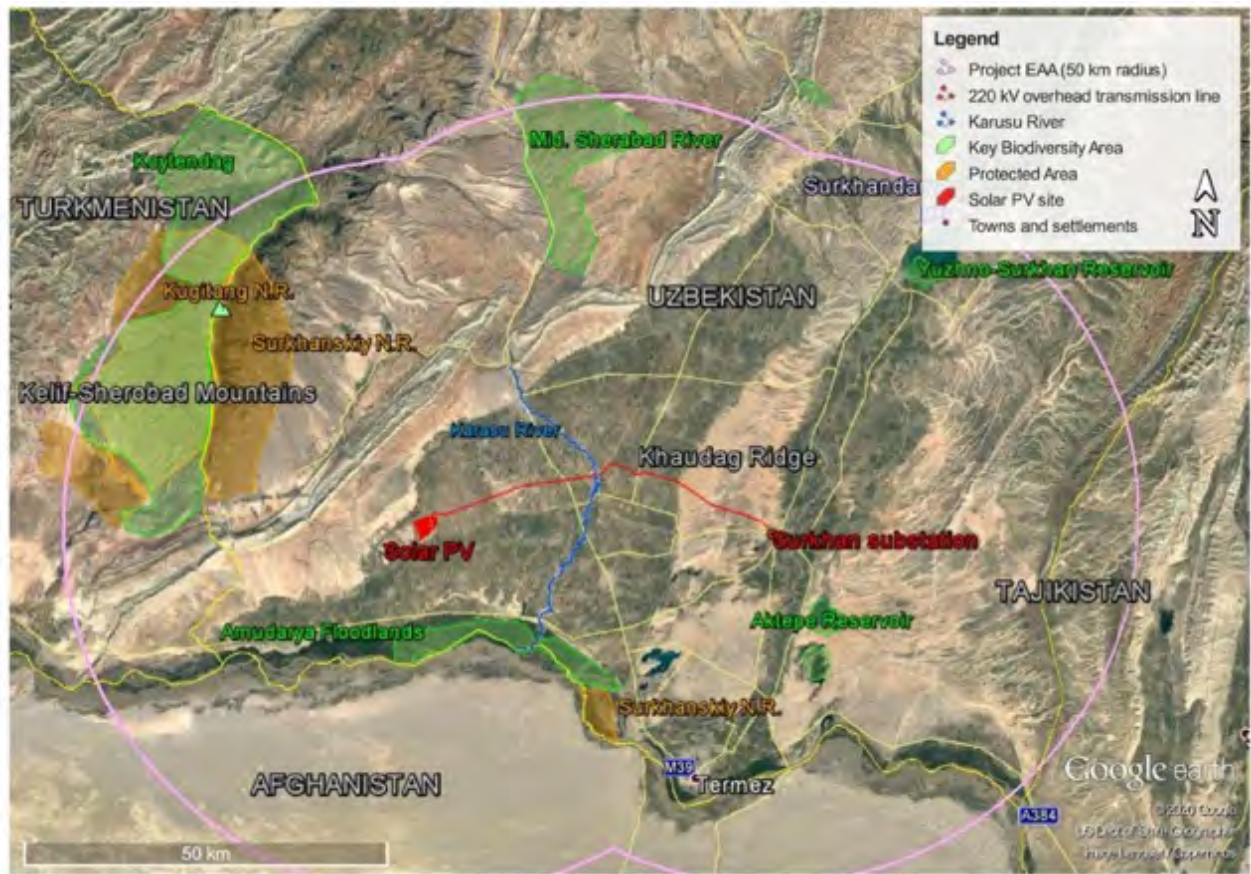 Legend
Project EAA (50 km radius)
220 kV overhead transmission line
Karusu River
Key Biodiversity Area
Protected Area
Solar PV site
Towns and settlements
N
Mid. Sherabad River
TURKMENISTAN
Yuzhno-Surkhan Reservoir
Kugitang N.R.
UZBEKISTAN
Surkhanskiy N.R.
Kelif-Sherobad Mountains
Karasu River
Khaudag Ridge
Solar PV
Surkhan substation
TAJIKISTAN
Aktepe Reservoir
Amudarya Floodlands
Surkhanskiy N.R.
M39
Termez
AFGHANISTAN
Google earth
A384
50 km